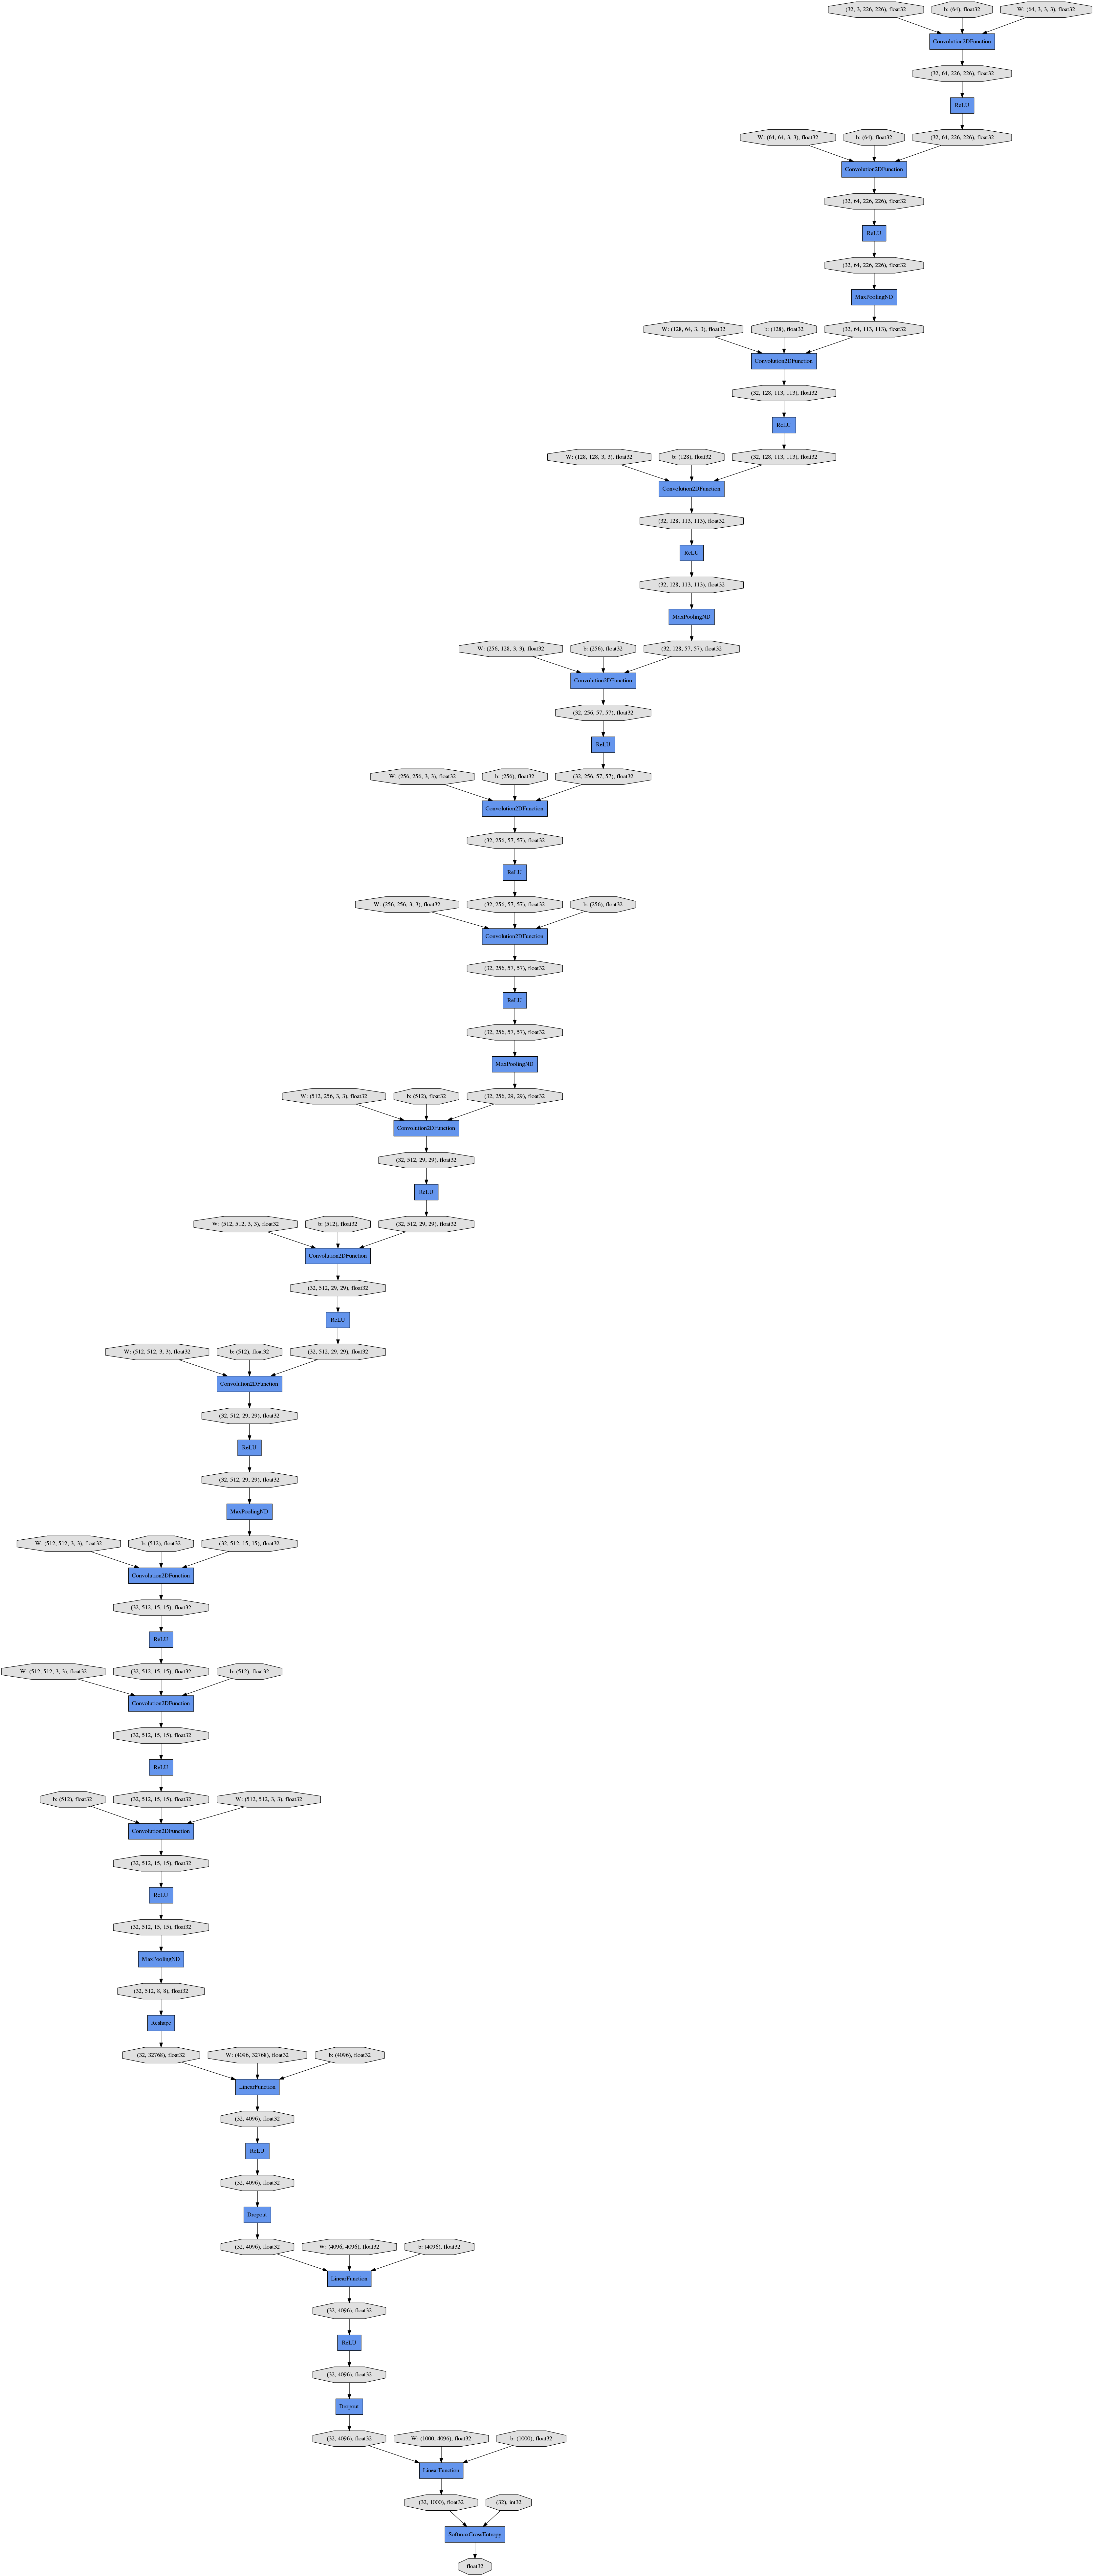 (32, 3, 226, 226), float32
b: (64), float32
W: (64, 3, 3, 3), float32
Convolution2DFunction
(32, 64, 226, 226), float32
ReLU
W: (64, 64, 3, 3), float32
b: (64), float32
(32, 64, 226, 226), float32
Convolution2DFunction
(32, 64, 226, 226), float32
ReLU
(32, 64, 226, 226), float32
MaxPoolingND
W: (128, 64, 3, 3), float32
b: (128), float32
(32, 64, 113, 113), float32
Convolution2DFunction
(32, 128, 113, 113), float32
ReLU
W: (128, 128, 3, 3), float32
b: (128), float32
(32, 128, 113, 113), float32
Convolution2DFunction
(32, 128, 113, 113), float32
ReLU
(32, 128, 113, 113), float32
MaxPoolingND
W: (256, 128, 3, 3), float32
b: (256), float32
(32, 128, 57, 57), float32
Convolution2DFunction
(32, 256, 57, 57), float32
ReLU
W: (256, 256, 3, 3), float32
b: (256), float32
(32, 256, 57, 57), float32
Convolution2DFunction
(32, 256, 57, 57), float32
ReLU
W: (256, 256, 3, 3), float32
(32, 256, 57, 57), float32
b: (256), float32
Convolution2DFunction
(32, 256, 57, 57), float32
ReLU
(32, 256, 57, 57), float32
MaxPoolingND
W: (512, 256, 3, 3), float32
b: (512), float32
(32, 256, 29, 29), float32
Convolution2DFunction
(32, 512, 29, 29), float32
ReLU
W: (512, 512, 3, 3), float32
b: (512), float32
(32, 512, 29, 29), float32
Convolution2DFunction
(32, 512, 29, 29), float32
ReLU
W: (512, 512, 3, 3), float32
b: (512), float32
(32, 512, 29, 29), float32
Convolution2DFunction
(32, 512, 29, 29), float32
ReLU
(32, 512, 29, 29), float32
MaxPoolingND
W: (512, 512, 3, 3), float32
b: (512), float32
(32, 512, 15, 15), float32
Convolution2DFunction
(32, 512, 15, 15), float32
ReLU
W: (512, 512, 3, 3), float32
(32, 512, 15, 15), float32
b: (512), float32
Convolution2DFunction
(32, 512, 15, 15), float32
ReLU
b: (512), float32
(32, 512, 15, 15), float32
W: (512, 512, 3, 3), float32
Convolution2DFunction
(32, 512, 15, 15), float32
ReLU
(32, 512, 15, 15), float32
MaxPoolingND
(32, 512, 8, 8), float32
Reshape
(32, 32768), float32
W: (4096, 32768), float32
b: (4096), float32
LinearFunction
(32, 4096), float32
ReLU
(32, 4096), float32
Dropout
(32, 4096), float32
W: (4096, 4096), float32
b: (4096), float32
LinearFunction
(32, 4096), float32
ReLU
(32, 4096), float32
Dropout
(32, 4096), float32
W: (1000, 4096), float32
b: (1000), float32
LinearFunction
(32, 1000), float32
(32), int32
SoftmaxCrossEntropy
float32